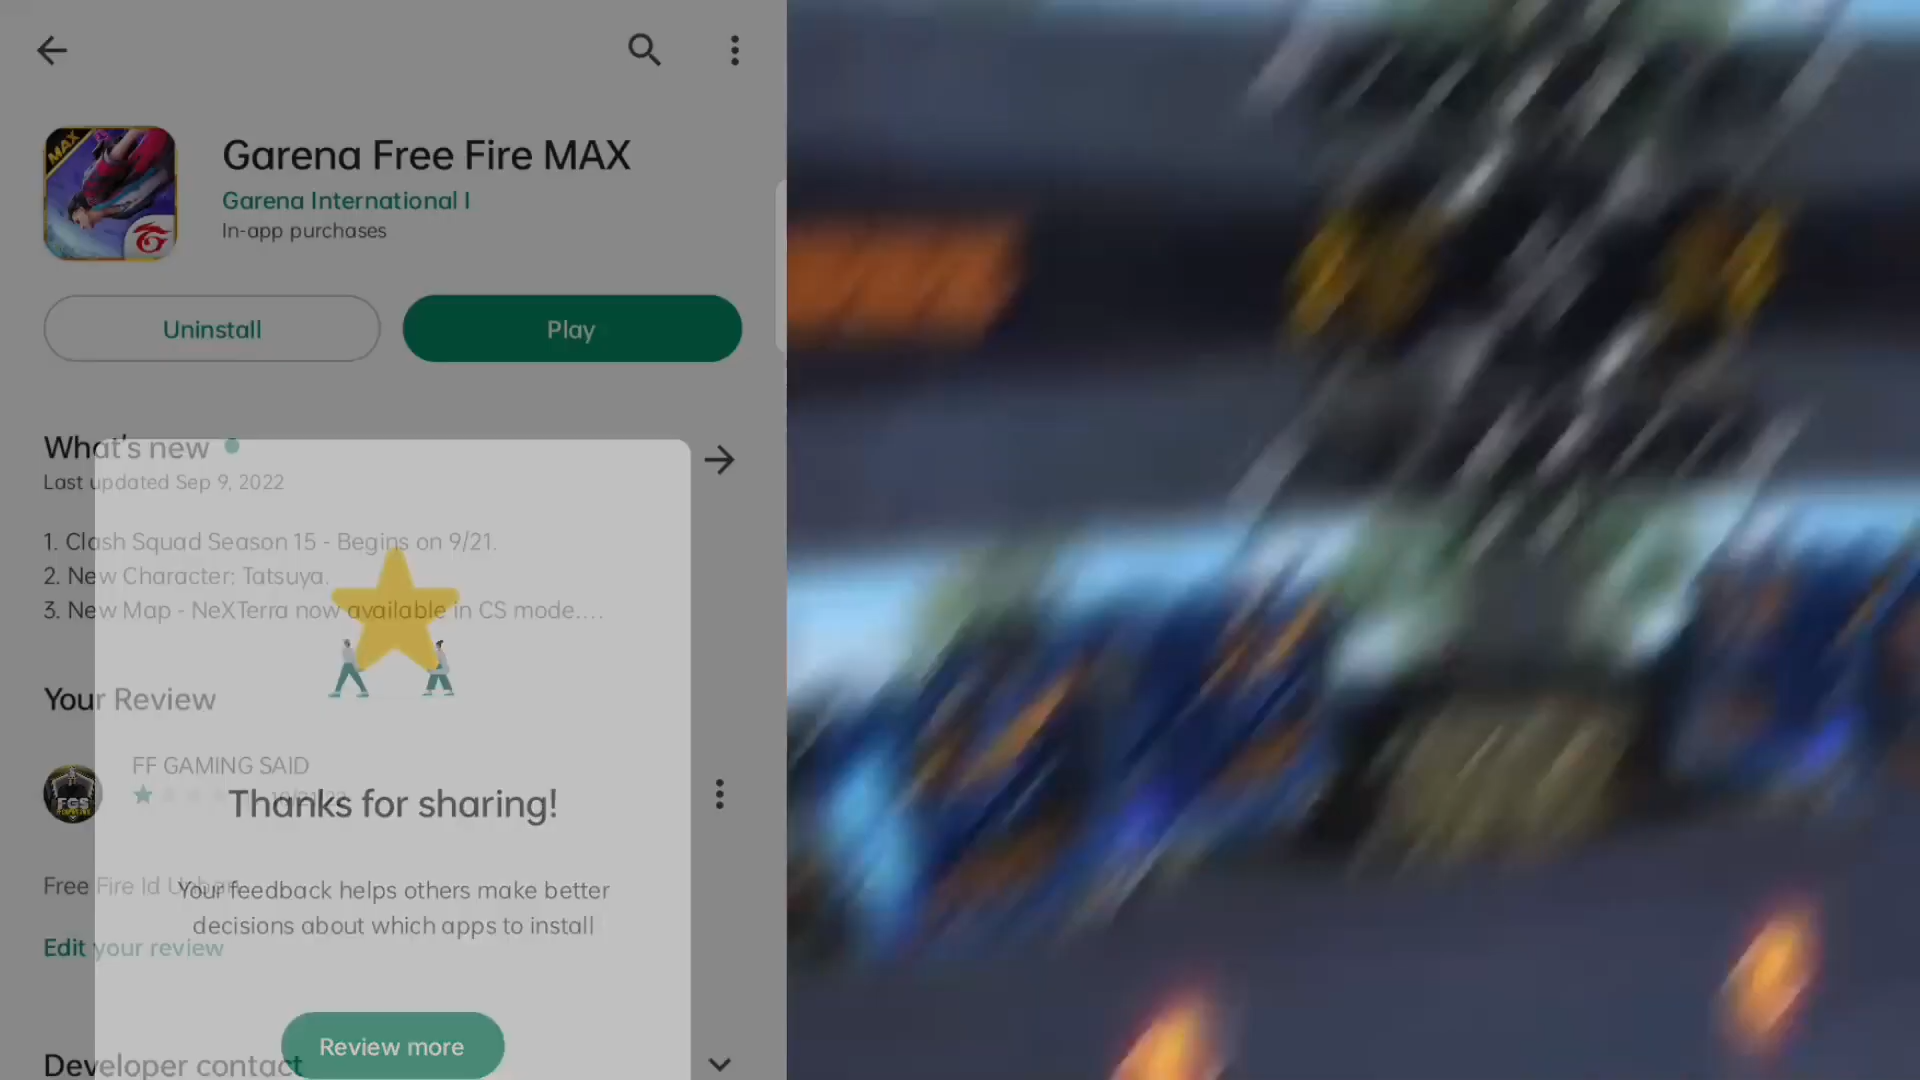 Garena Free Fire MAX
Garena International I
In-app purchases
Uninstall
Play
What's new
Last updated Sep 9, 2022
1. Clash Squad Season 15 - Begins on 9/21.
2. New Character: Tatsuya.
3. New Map - NeXTerra now available in CS mode....
Your Review
FF GAMING SAID
FGS
Thanks for sharing!
Free Fire Id
Your feedback helps others make better
decisions about which apps to install
Edit your review
Review more
Developer contact
MAX